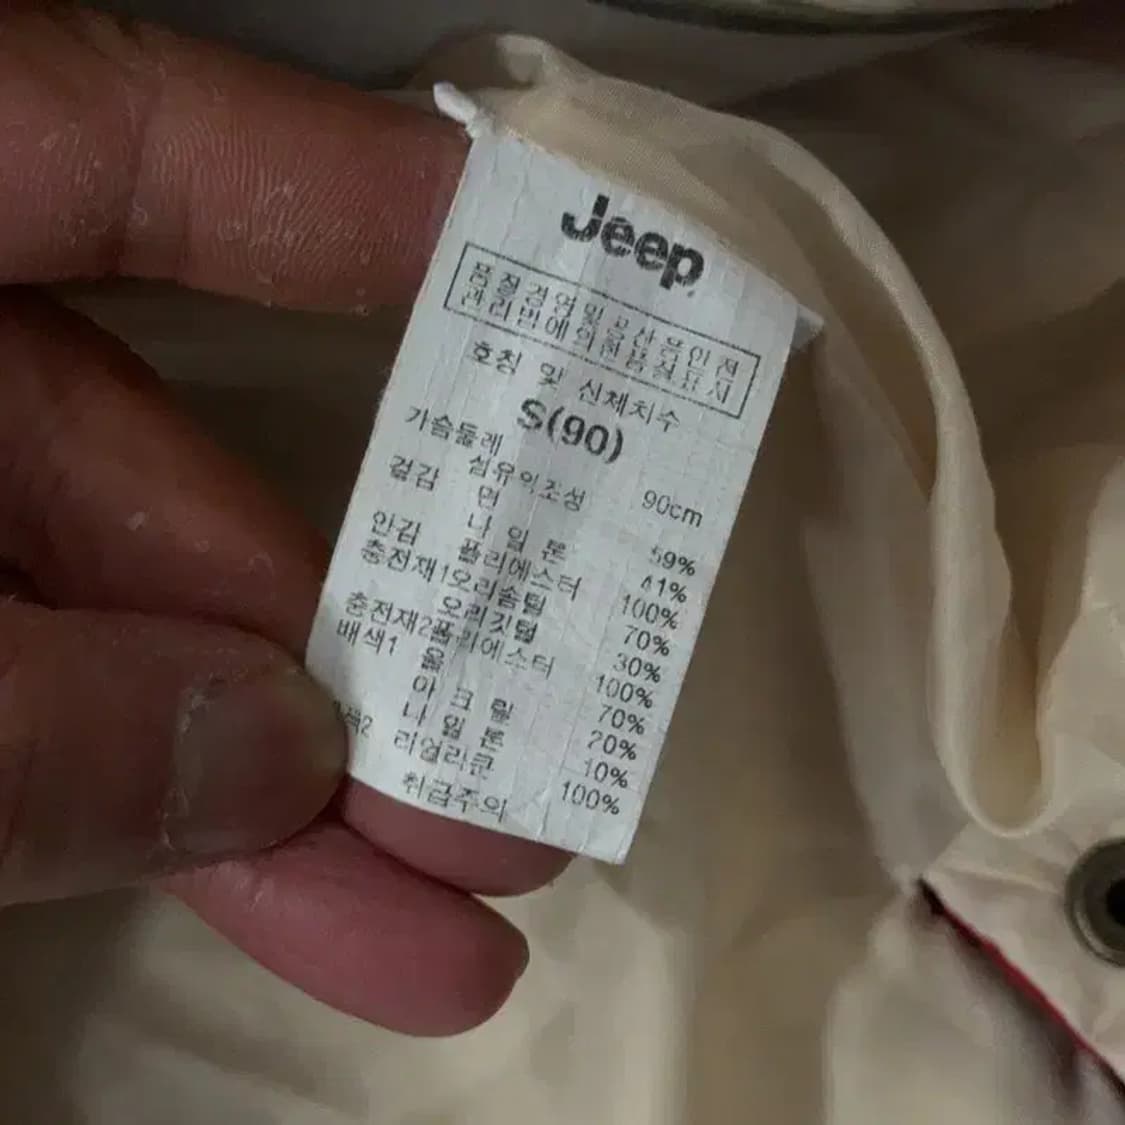 Jeep
품질경영및공산품안전
관리법에의한품질표시
호칭 및 신체치수
S(90)
가슴둘레 90cm
섬유의조성
겉감 면 59%
나일론 41%
안감 폴리에스터 100%
충전재1 오리솜털 70%
오리깃털 30%
충전재2 폴리에스터 100%
배색1 울 70%
아크릴 20%
나일론 10%
색2 리얼라쿤 100%
취급주의